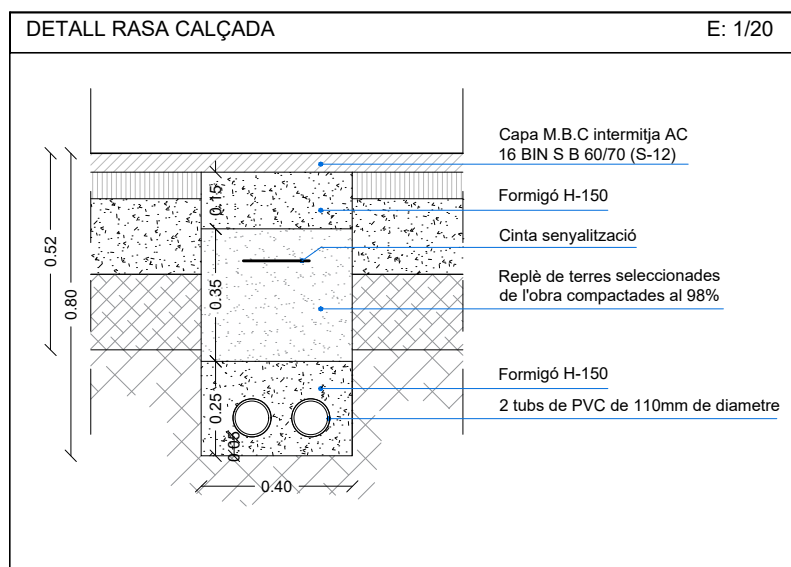 DETALL RASA CALÇADA
E: 1/20
Capa M.B.C intermitja AC
16 BIN S B 60/70 (S-12)
Formigó H-150
Cinta senyalització
Replè de terres seleccionades
de l'obra compactades al 98%
Formigó H-150
2 tubs de PVC de 110mm de diametre
0.15
0.52
0.80
0.35
0.25
0.05
0.40